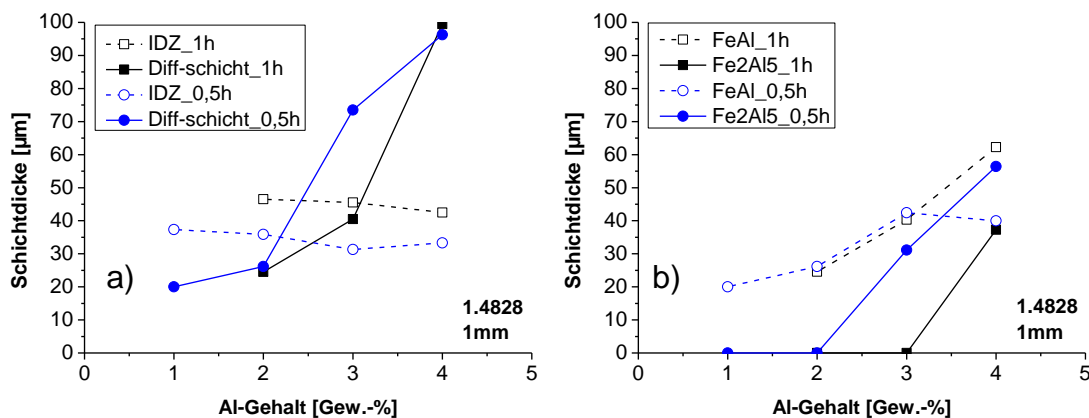 100
90
80
70
60
50
40
30
20
10
0
Schichtdicke [µm]
IDZ_1h
Diff-schicht_1h
IDZ_0,5h
Diff-schicht_0,5h
a)
1.4828
1mm
0 1 2 3 4 5
Al-Gehalt [Gew.-%]
100
90
80
70
60
50
40
30
20
10
0
Schichtdicke [µm]
FeAl_1h
Fe2Al5_1h
FeAl_0,5h
Fe2Al5_0,5h
b)
1.4828
1mm
0 1 2 3 4 5
Al-Gehalt [Gew.-%]